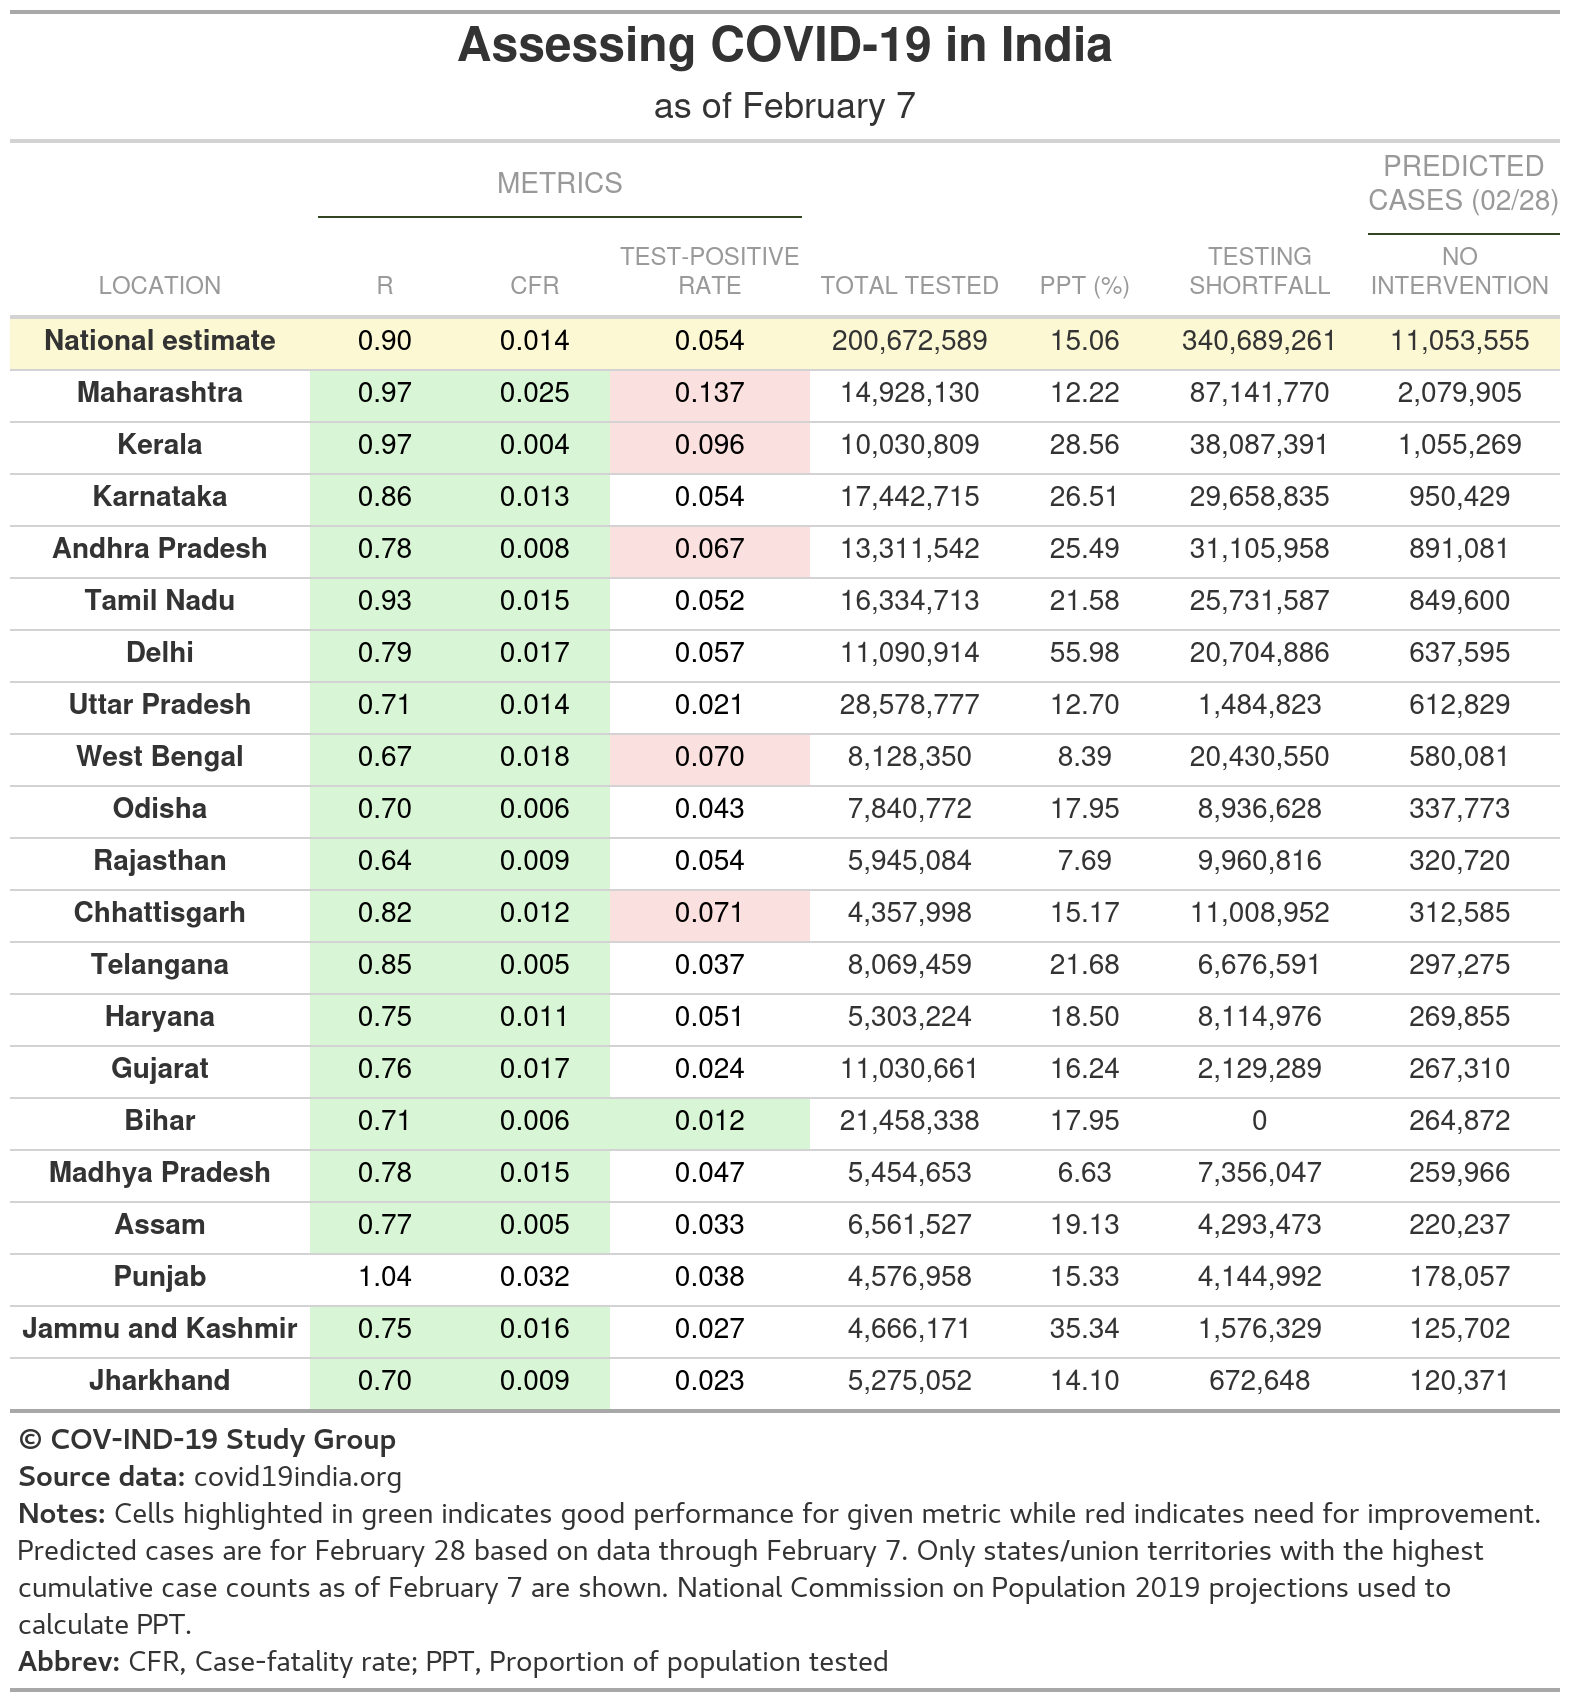 Assessing COVID-19 in India
as of February 7
METRICS
PREDICTED
CASES (02/28)
LOCATION R CFR TEST-POSITIVE RATE TOTAL TESTED PPT (%) TESTING SHORTFALL NO INTERVENTION
National estimate 0.90 0.014 0.054 200,672,589 15.06 340,689,261 11,053,555
Maharashtra 0.97 0.025 0.137 14,928,130 12.22 87,141,770 2,079,905
Kerala 0.97 0.004 0.096 10,030,809 28.56 38,087,391 1,055,269
Karnataka 0.86 0.013 0.054 17,442,715 26.51 29,658,835 950,429
Andhra Pradesh 0.78 0.008 0.067 13,311,542 25.49 31,105,958 891,081
Tamil Nadu 0.93 0.015 0.052 16,334,713 21.58 25,731,587 849,600
Delhi 0.79 0.017 0.057 11,090,914 55.98 20,704,886 637,595
Uttar Pradesh 0.71 0.014 0.021 28,578,777 12.70 1,484,823 612,829
West Bengal 0.67 0.018 0.070 8,128,350 8.39 20,430,550 580,081
Odisha 0.70 0.006 0.043 7,840,772 17.95 8,936,628 337,773
Rajasthan 0.64 0.009 0.054 5,945,084 7.69 9,960,816 320,720
Chhattisgarh 0.82 0.012 0.071 4,357,998 15.17 11,008,952 312,585
Telangana 0.85 0.005 0.037 8,069,459 21.68 6,676,591 297,275
Haryana 0.75 0.011 0.051 5,303,224 18.50 8,114,976 269,855
Gujarat 0.76 0.017 0.024 11,030,661 16.24 2,129,289 267,310
Bihar 0.71 0.006 0.012 21,458,338 17.95 0 264,872
Madhya Pradesh 0.78 0.015 0.047 5,454,653 6.63 7,356,047 259,966
Assam 0.77 0.005 0.033 6,561,527 19.13 4,293,473 220,237
Punjab 1.04 0.032 0.038 4,576,958 15.33 4,144,992 178,057
Jammu and Kashmir 0.75 0.016 0.027 4,666,171 35.34 1,576,329 125,702
Jharkhand 0.70 0.009 0.023 5,275,052 14.10 672,648 120,371
© COV-IND-19 Study Group
Source data: covid19india.org
Notes: Cells highlighted in green indicates good performance for given metric while red indicates need for improvement.
Predicted cases are for February 28 based on data through February 7. Only states/union territories with the highest
cumulative case counts as of February 7 are shown. National Commission on Population 2019 projections used to
calculate PPT.
Abbrev: CFR, Case-fatality rate; PPT, Proportion of population tested